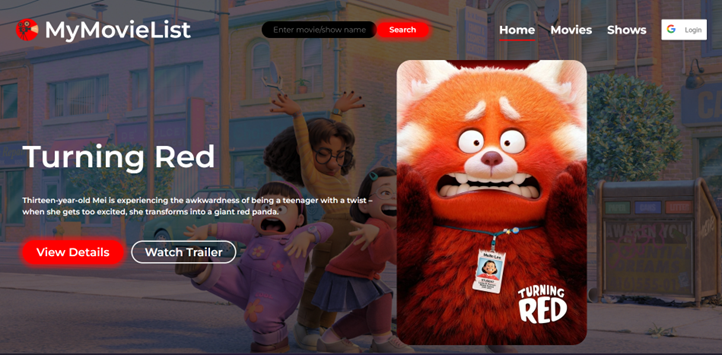 MyMovieList
Enter movie/show name
Search
Home
Movies
Shows
Login
Turning Red
Thirteen-year-old Mei is experiencing the awkwardness of being a teenager with a twist –
when she gets too excited, she transforms into a giant red panda.
View Details
Watch Trailer
TURNING
RED